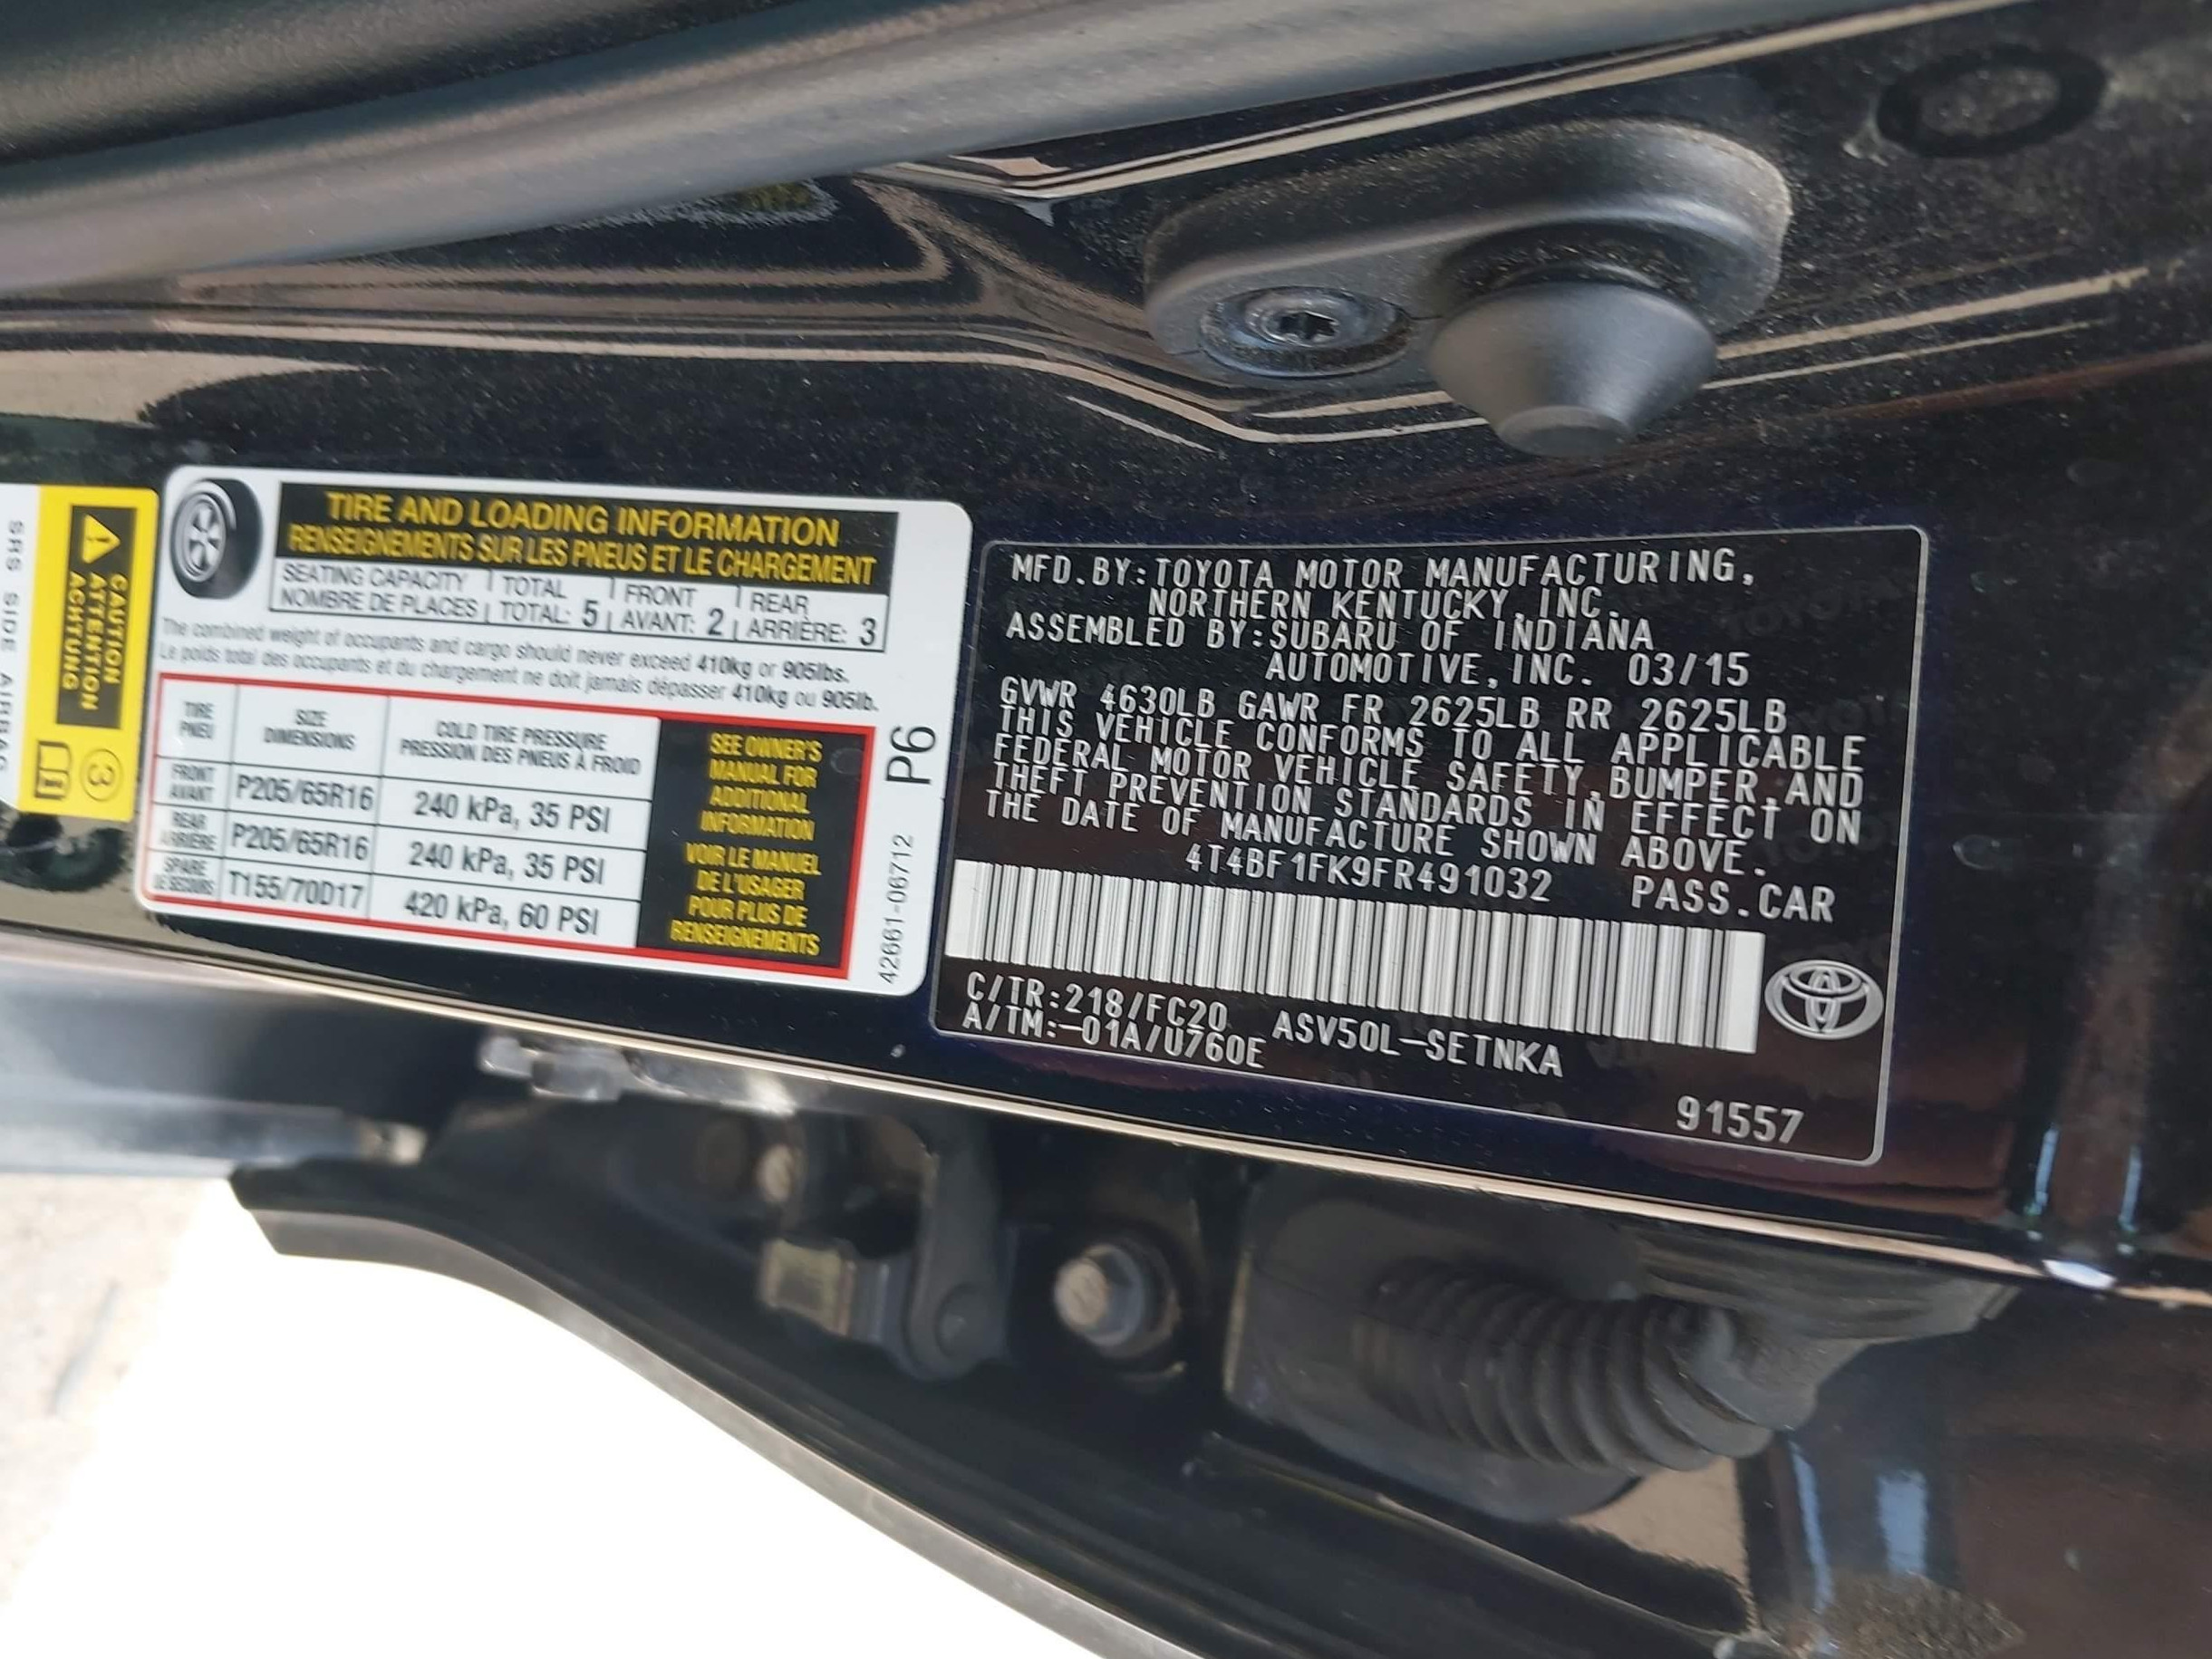 SRS SIDE AIRBAG
CAUTION
ATTENTION
ACHTUNG
3
TIRE AND LOADING INFORMATION
RENSEIGNEMENTS SUR LES PNEUS ET LE CHARGEMENT
SEATING CAPACITY | TOTAL | FRONT | REAR
NOMBRE DE PLACES | TOTAL: 5 | AVANT: 2 | ARRIÈRE: 3
The combined weight of occupants and cargo should never exceed 410kg or 905lbs.
Le poids total des occupants et du chargement ne doit jamais dépasser 410kg ou 905lb.
TIRE
PNEU
SIZE
DIMENSIONS
COLD TIRE PRESSURE
PRESSION DES PNEUS À FROID
FRONT
AVANT
P205/65R16
240 kPa, 35 PSI
REAR
ARRIÈRE
P205/65R16
240 kPa, 35 PSI
SPARE
DE SECOURS
T155/70D17
420 kPa, 60 PSI
SEE OWNER'S
MANUAL FOR
ADDITIONAL
INFORMATION
VOIR LE MANUEL
DE L'USAGER
POUR PLUS DE
RENSEIGNEMENTS
42661-06712 P6
MFD.BY:TOYOTA MOTOR MANUFACTURING,
NORTHERN KENTUCKY,INC.
ASSEMBLED BY:SUBARU OF INDIANA
AUTOMOTIVE,INC. 03/15
GVWR 4630LB GAWR FR 2625LB RR 2625LB
THIS VEHICLE CONFORMS TO ALL APPLICABLE
FEDERAL MOTOR VEHICLE SAFETY,BUMPER,AND
THEFT PREVENTION STANDARDS IN EFFECT ON
THE DATE OF MANUFACTURE SHOWN ABOVE.
4T4BF1FK9FR491032 PASS.CAR
C/TR:218/FC20
A/TM:-01A/U760E
ASV50L-SETNKA
91557